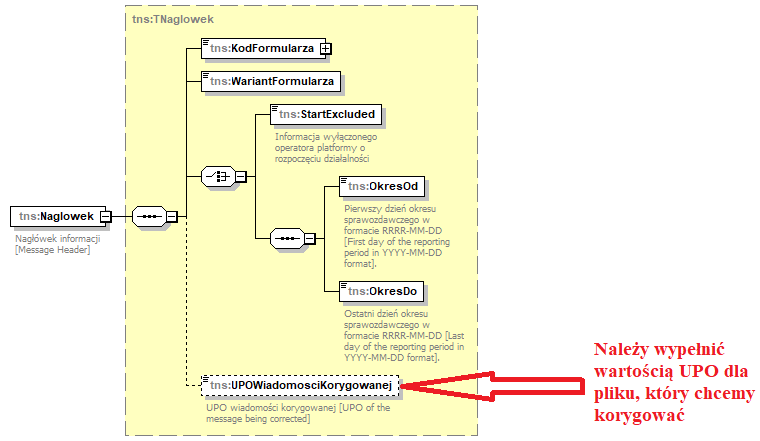 tns:TNaglowek
tns:KodFormularza
tns:WariantFormularza
tns:StartExcluded
Informacja wyłączonego
operatora platformy o
rozpoczęciu działalności
tns:OkresOd
Pierwszy dzień okresu
sprawozdawczego w
formacie RRRR-MM-DD
[First day of the reporting
period in YYYY-MM-DD
format].
tns:Naglowek
Nagłówek informacji
[Message Header]
tns:OkresDo
Ostatni dzień okresu
sprawozdawczego w
formacie RRRR-MM-DD [Last
day of the reporting period in
YYYY-MM-DD format].
tns:UPOWiadomosciKorygowanej
UPO wiadomości korygowanej [UPO of the
message being corrected]
Należy wypełnić
wartością UPO dla
pliku, który chcemy
korygować